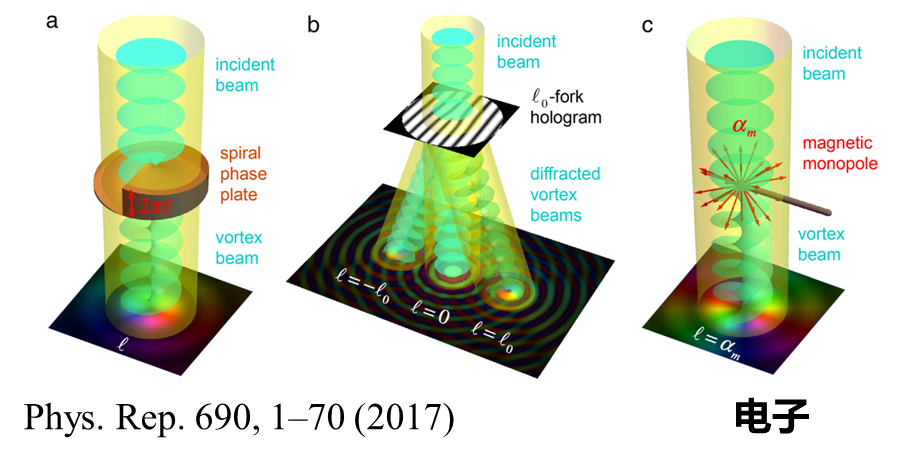 a
incident
beam
spiral
phase
plate
2πℓ
vortex
beam
ℓ
b
incident
beam
ℓ₀-fork
hologram
diffracted
vortex
beams
ℓ=-ℓ₀
ℓ=0
ℓ=ℓ₀
c
incident
beam
αₘ
magnetic
monopole
vortex
beam
ℓ=αₘ
Phys. Rep. 690, 1–70 (2017)
电子